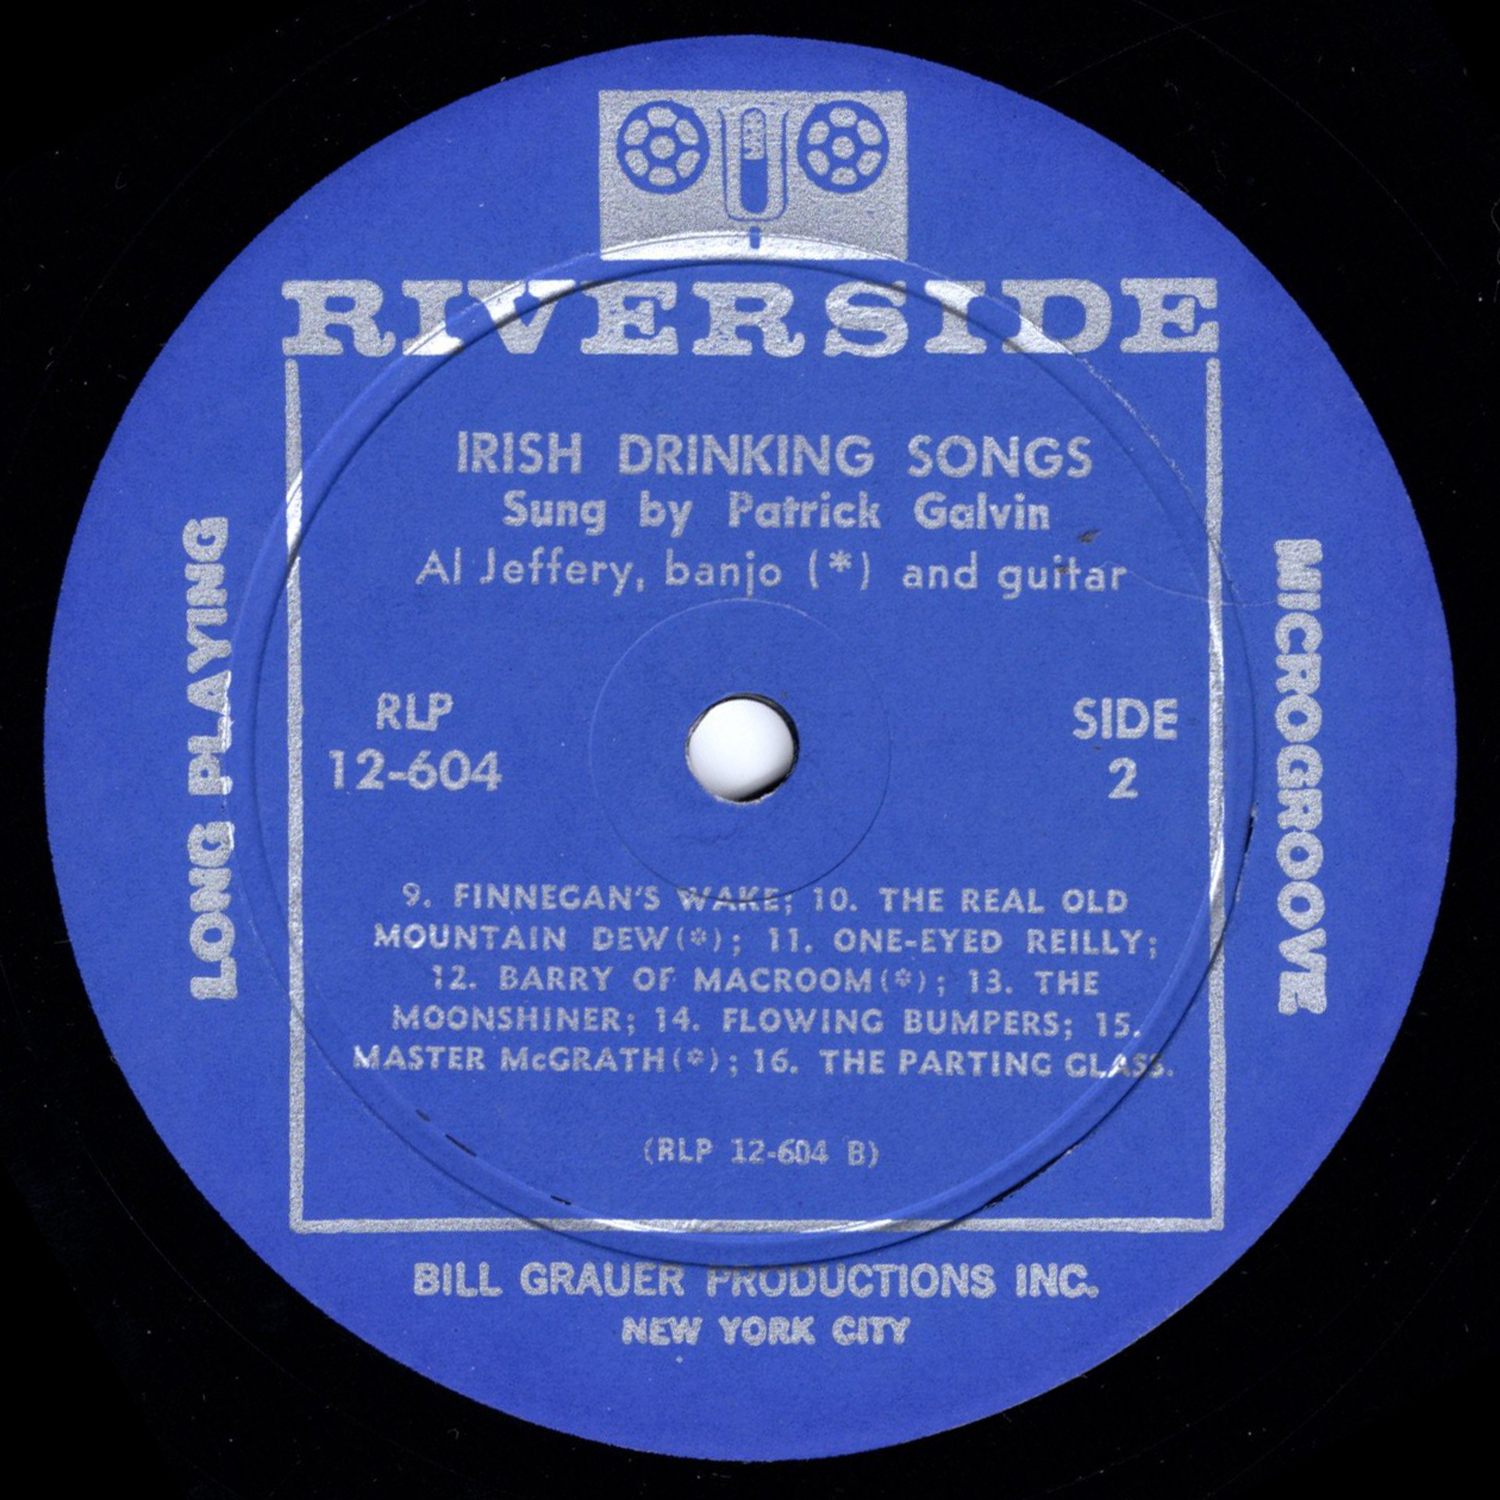 RIVERSIDE
IRISH DRINKING SONGS
Sung by Patrick Galvin
Al Jeffery, banjo (*) and guitar
LONG PLAYING
MICROGROOVE
RLP
12-604
SIDE
2
9. FINNEGAN'S WAKE; 10. THE REAL OLD
MOUNTAIN DEW(*); 11. ONE-EYED REILLY;
12. BARRY OF MACROOM(*); 13. THE
MOONSHINER; 14. FLOWING BUMPERS; 15.
MASTER McGRATH(*); 16. THE PARTING GLASS.
(RLP 12-604 B)
BILL GRAUER PRODUCTIONS INC.
NEW YORK CITY